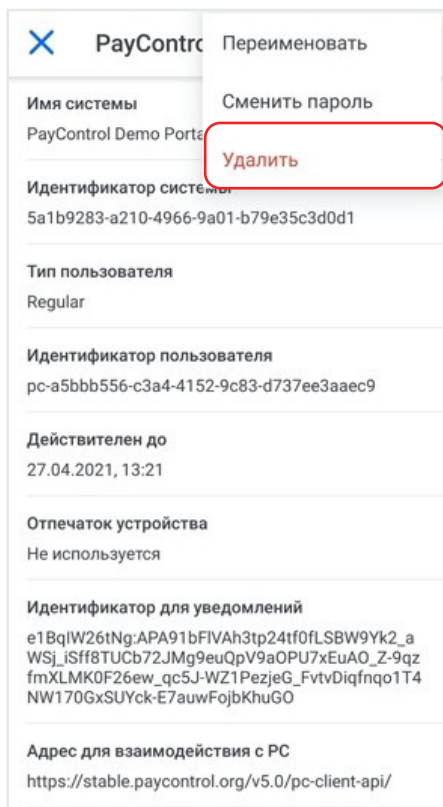 PayContro
Переименовать
Имя системы
Сменить пароль
PayControl Demo Porta
Удалить
Идентификатор системы
5a1b9283-a210-4966-9a01-b79e35c3d0d1
Тип пользователя
Regular
Идентификатор пользователя
pc-a5bbb556-c3a4-4152-9c83-d737ee3aaec9
Действителен до
27.04.2021, 13:21
Отпечаток устройства
Не используется
Идентификатор для уведомлений
e1BqIW26tNg:APA91bFlVAh3tp24tf0fLSBW9Yk2_a
WSj_iSff8TUCb72JMg9euQpV9aOPU7xEuAO_Z-9qz
fmXLMK0F26ew_qc5J-WZ1PezjeG_FvtvDiqfnqo1T4
NW170GxSUYck-E7auwFojbKhuGO
Адрес для взаимодействия с PC
https://stable.paycontrol.org/v5.0/pc-client-api/